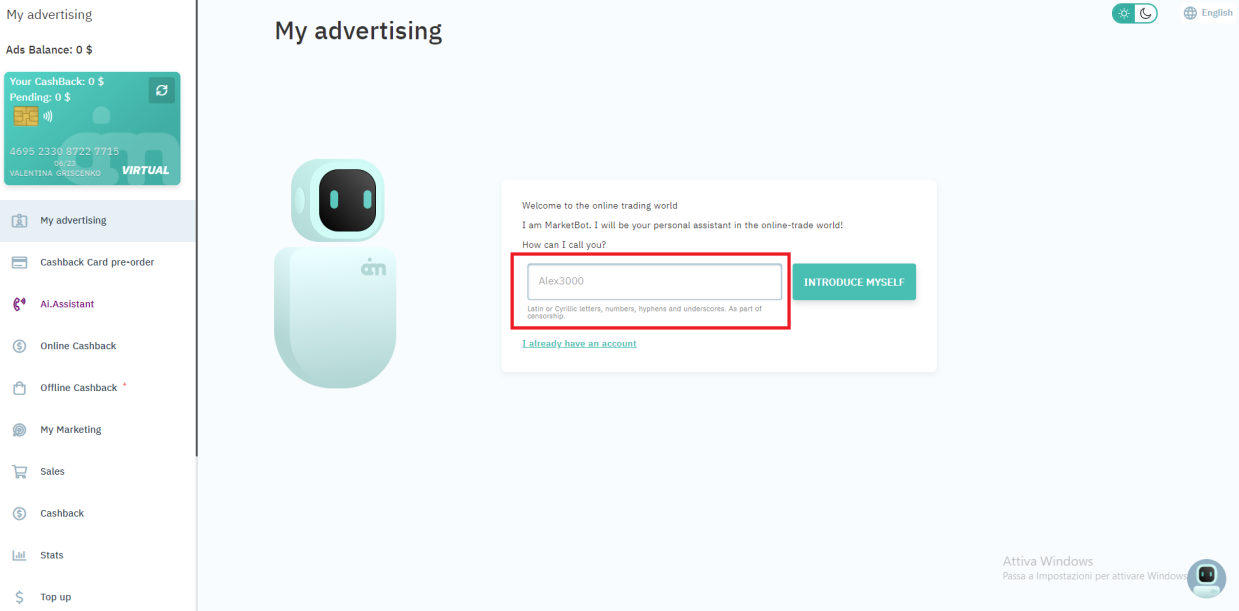 My advertising
Ads Balance: 0 $
Your CashBack: 0 $
Pending: 0 $
4695 2330 8722 7715
06/23
VALENTINA GRISCENKO
VIRTUAL
My advertising
Cashback Card pre-order
Ai.Assistant
Online Cashback
Offline Cashback *
My Marketing
Sales
Cashback
Stats
Top up
My advertising
English
Welcome to the online trading world
I am MarketBot. I will be your personal assistant in the online-trade world!
How can I call you?
Alex3000
INTRODUCE MYSELF
Latin or Cyrillic letters, numbers, hyphens and underscores. As part of
censorship.
I already have an account
Attiva Windows
Passa a Impostazioni per attivare Windows